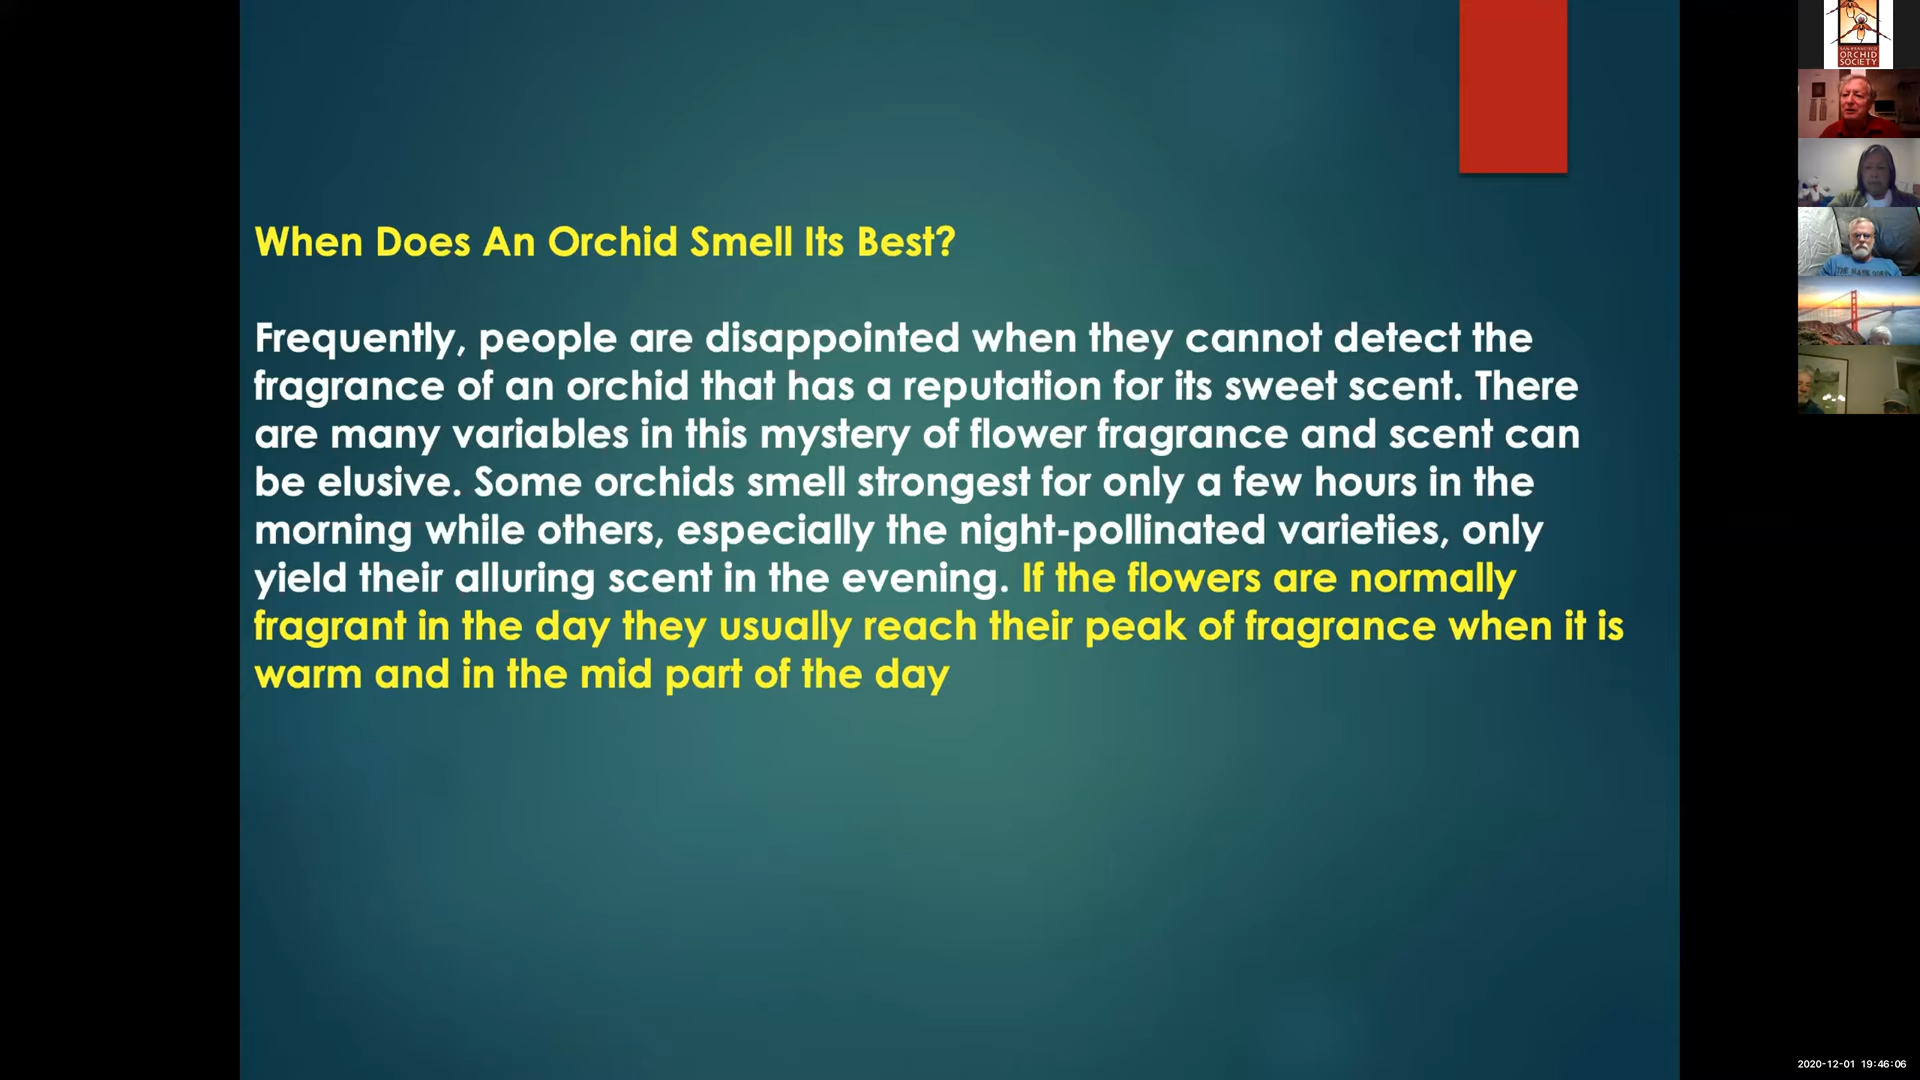 When Does An Orchid Smell Its Best?
Frequently, people are disappointed when they cannot detect the
fragrance of an orchid that has a reputation for its sweet scent. There
are many variables in this mystery of flower fragrance and scent can
be elusive. Some orchids smell strongest for only a few hours in the
morning while others, especially the night-pollinated varieties, only
yield their alluring scent in the evening. If the flowers are normally
fragrant in the day they usually reach their peak of fragrance when it is
warm and in the mid part of the day
SAN FRANCISCO
ORCHID
SOCIETY
THE MASK
2020-12-01 19:46:06